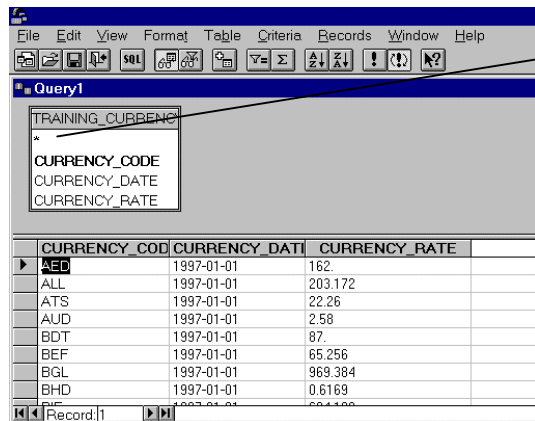 File Edit View Format Table Criteria Records Window Help
SQL
Query1
TRAINING_CURRENC
*
CURRENCY_CODE
CURRENCY_DATE
CURRENCY_RATE
CURRENCY_COD CURRENCY_DATI CURRENCY_RATE
AED 1997-01-01 162.
ALL 1997-01-01 203.172
ATS 1997-01-01 22.26
AUD 1997-01-01 2.58
BDT 1997-01-01 87.
BEF 1997-01-01 65.256
BGL 1997-01-01 969.384
BHD 1997-01-01 0.6169
Record: 1